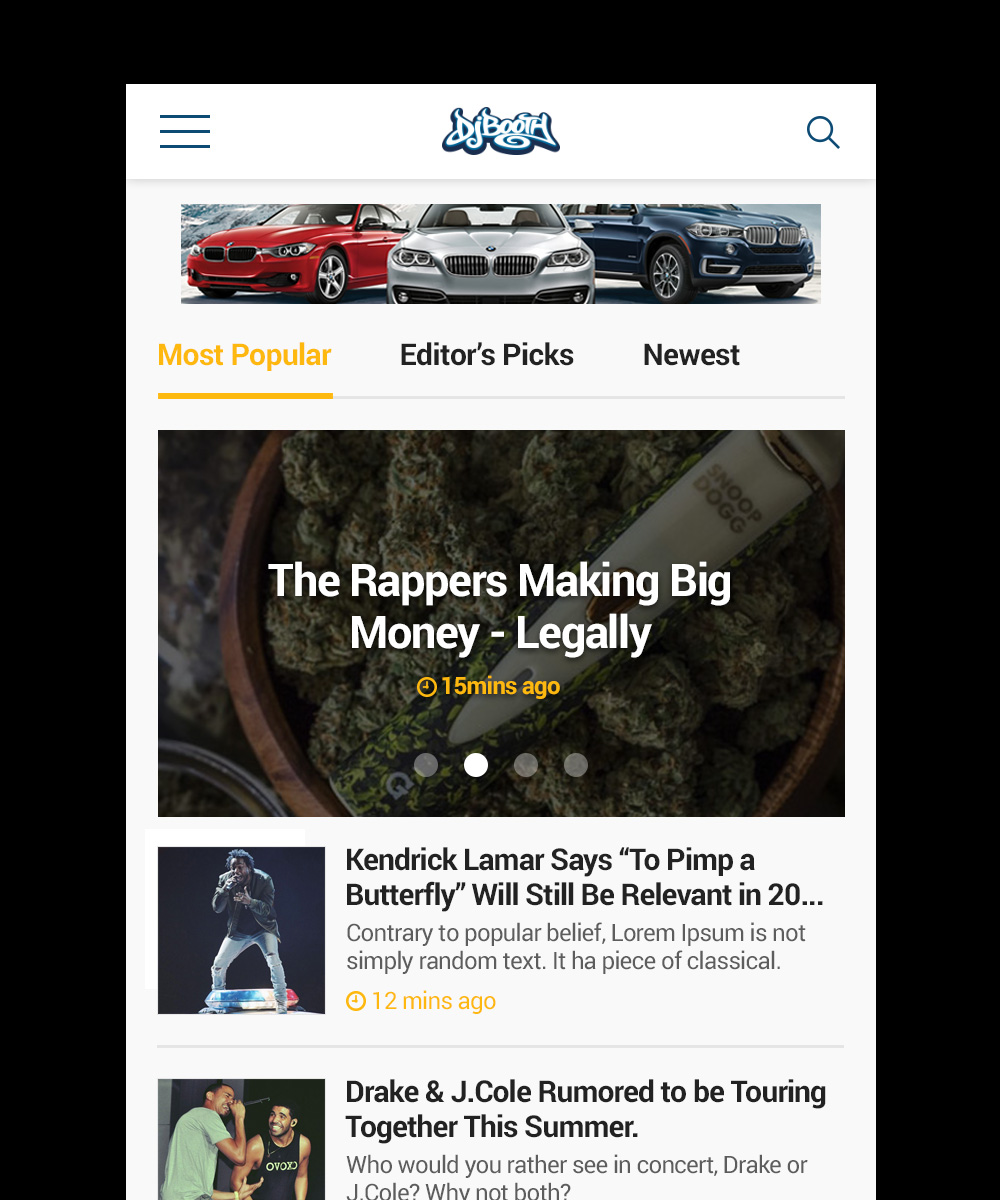 DJBooth
Most Popular
Editor’s Picks
Newest
SNOOP
DOGG
The Rappers Making Big
Money - Legally
15mins ago
Q
Kendrick Lamar Says “To Pimp a
Butterfly” Will Still Be Relevant in 20...
Contrary to popular belief, Lorem Ipsum is not
simply random text. It ha piece of classical.
12 mins ago
Drake & J.Cole Rumored to be Touring
Together This Summer.
OVOXO
Who would you rather see in concert, Drake or
J.Cole? Why not both?